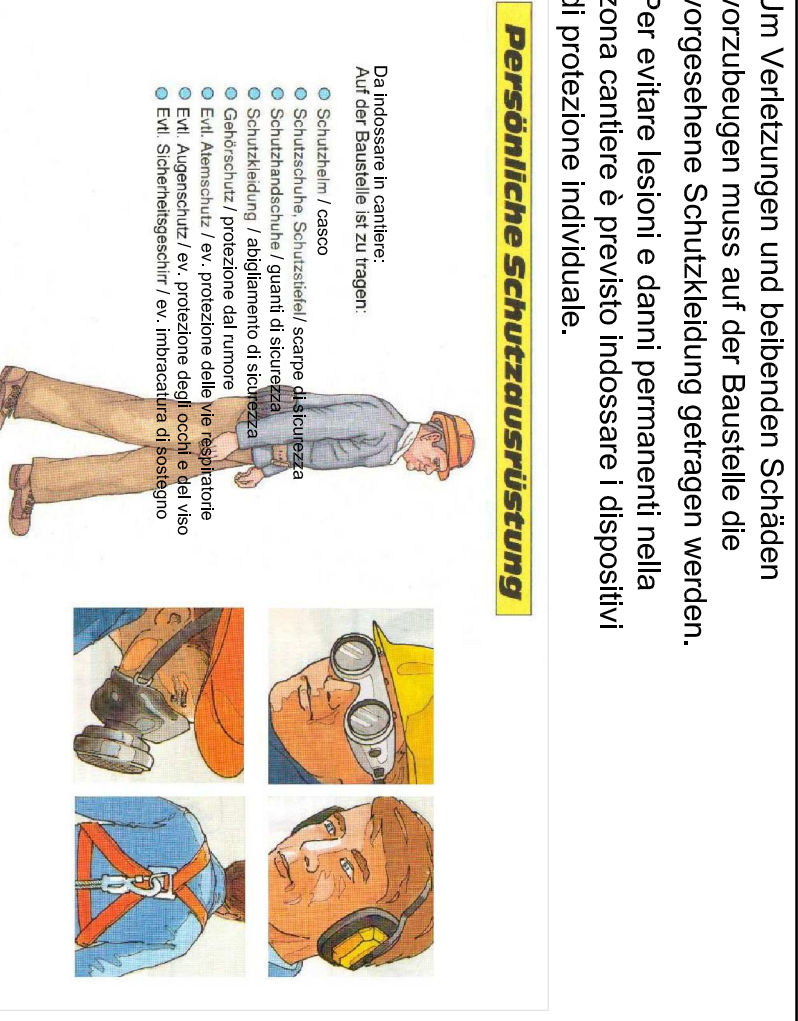 Um Verletzungen und beibenden Schäden
vorzubeugen muss auf der Baustelle die
vorgesehene Schutzkleidung getragen werden.
Per evitare lesioni e danni permanenti nella
zona cantiere è previsto indossare i dispositivi
di protezione individuale.
Persönliche Schutzausrüstung
Da indossare in cantiere:
Auf der Baustelle ist zu tragen:
Schutzhelm / casco
Schutzschuhe, Schutzstiefel / scarpe di sicurezza
Schutzhandschuhe / guanti di sicurezza
Schutzkleidung / abigliamento di sicurezza
Gehörschutz / protezione dal rumore
Evtl. Atemschutz / ev. protezione delle vie respiratorie
Evtl. Augenschutz / ev. protezione degli occhi e del viso
Evtl. Sicherheitsgeschirr / ev. imbracatura di sostegno